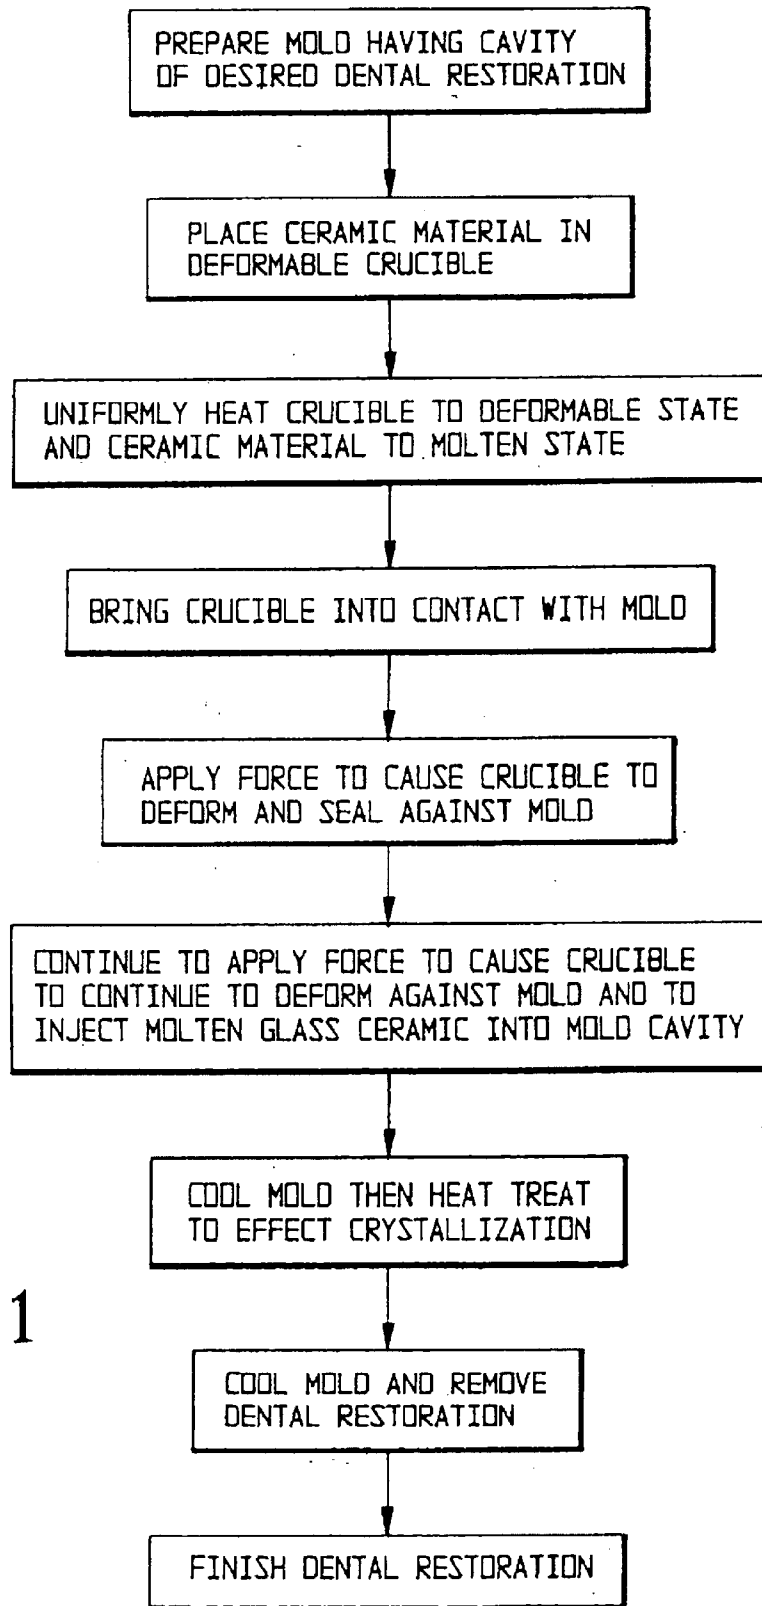 PREPARE MOLD HAVING CAVITY
OF DESIRED DENTAL RESTORATION
PLACE CERAMIC MATERIAL IN
DEFORMABLE CRUCIBLE
UNIFORMLY HEAT CRUCIBLE TO DEFORMABLE STATE
AND CERAMIC MATERIAL TO MOLTEN STATE
BRING CRUCIBLE INTO CONTACT WITH MOLD
APPLY FORCE TO CAUSE CRUCIBLE TO
DEFORM AND SEAL AGAINST MOLD
CONTINUE TO APPLY FORCE TO CAUSE CRUCIBLE
TO CONTINUE TO DEFORM AGAINST MOLD AND TO
INJECT MOLTEN GLASS CERAMIC INTO MOLD CAVITY
COOL MOLD THEN HEAT TREAT
TO EFFECT CRYSTALLIZATION
1
COOL MOLD AND REMOVE
DENTAL RESTORATION
FINISH DENTAL RESTORATION